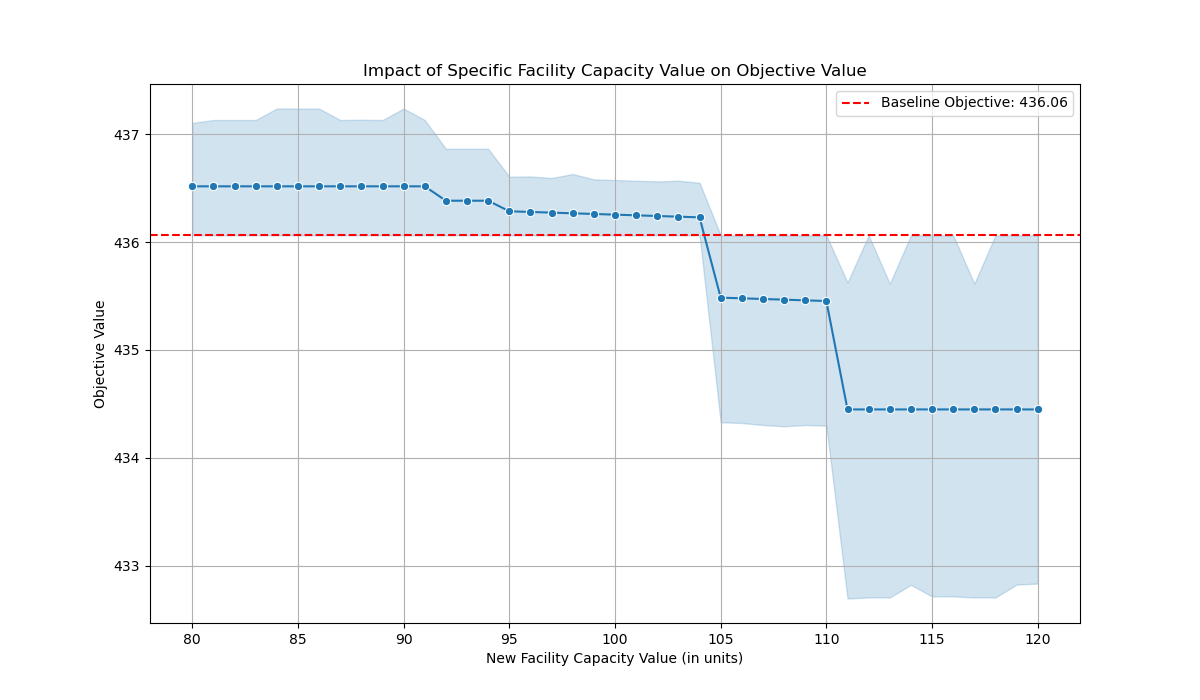 Impact of Specific Facility Capacity Value on Objective Value
Baseline Objective: 436.06
Objective Value
437
436
435
434
433
80 85 90 95 100 105 110 115 120
New Facility Capacity Value (in units)